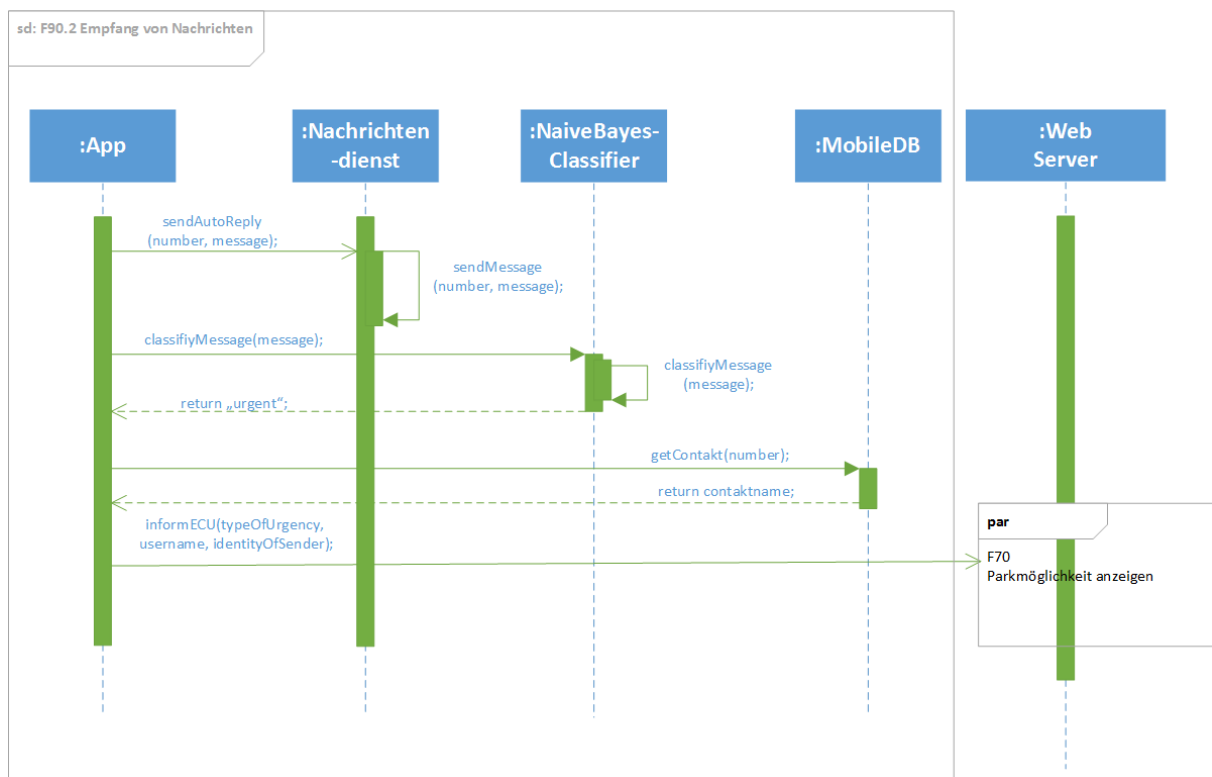 sd: F90.2 Empfang von Nachrichten
:App
:Nachrichten
-dienst
:NaiveBayes-
Classifier
:MobileDB
:Web
Server
sendAutoReply
(number, message);
sendMessage
(number, message);
classifiyMessage(message);
classifiyMessage
(message);
return „urgent“;
getContakt(number);
return contaktname;
informECU(typeOfUrgency,
username, identityOfSender);
par
F70
Parkmöglichkeit anzeigen